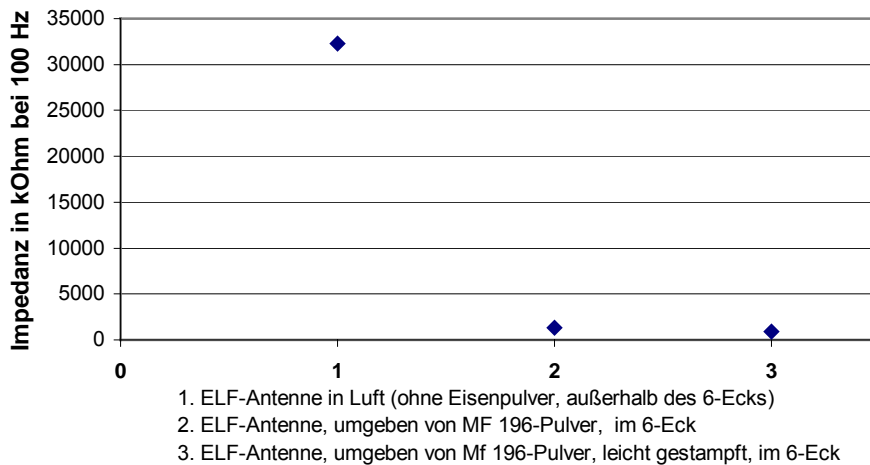 35000
30000
25000
20000
15000
10000
5000
0
Impedanz in kOhm bei 100 Hz
0 1 2 3
1. ELF-Antenne in Luft (ohne Eisenpulver, außerhalb des 6-Ecks)
2. ELF-Antenne, umgeben von MF 196-Pulver, im 6-Eck
3. ELF-Antenne, umgeben von Mf 196-Pulver, leicht gestampft, im 6-Eck